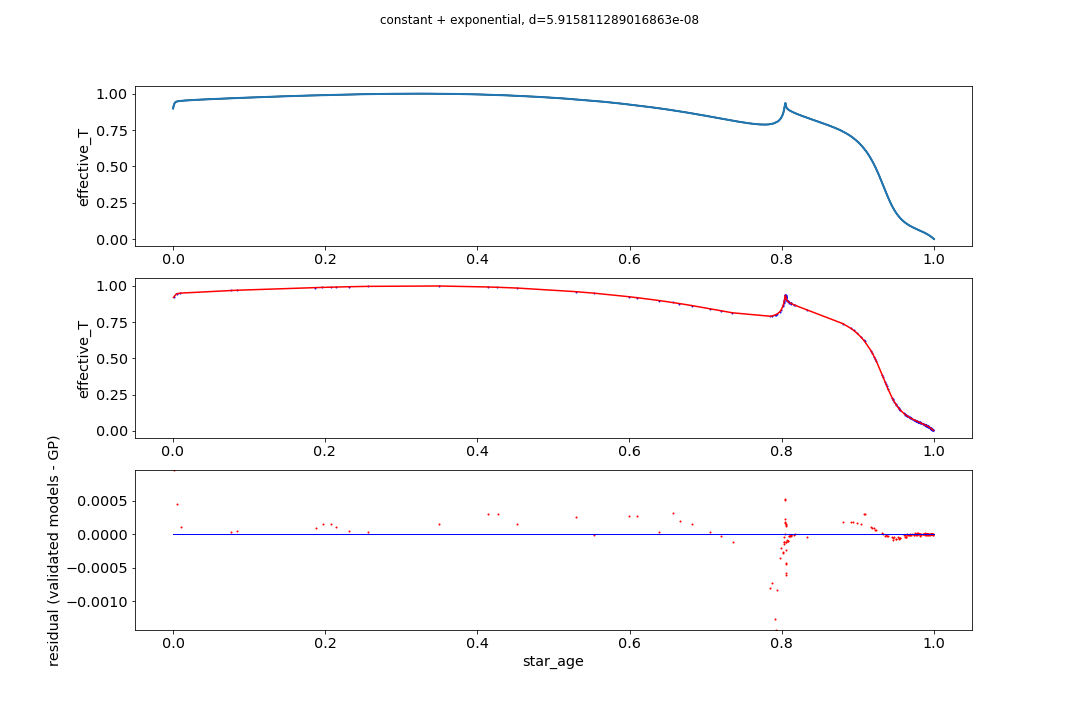 constant + exponential, d=5.915811289016863e-08
1.00
0.75
0.50
0.25
0.00
effective_T
0.0 0.2 0.4 0.6 0.8 1.0
1.00
0.75
0.50
0.25
0.00
effective_T
0.0 0.2 0.4 0.6 0.8 1.0
0.0005
0.0000
−0.0005
−0.0010
residual (validated models - GP)
0.0 0.2 0.4 0.6 0.8 1.0
star_age